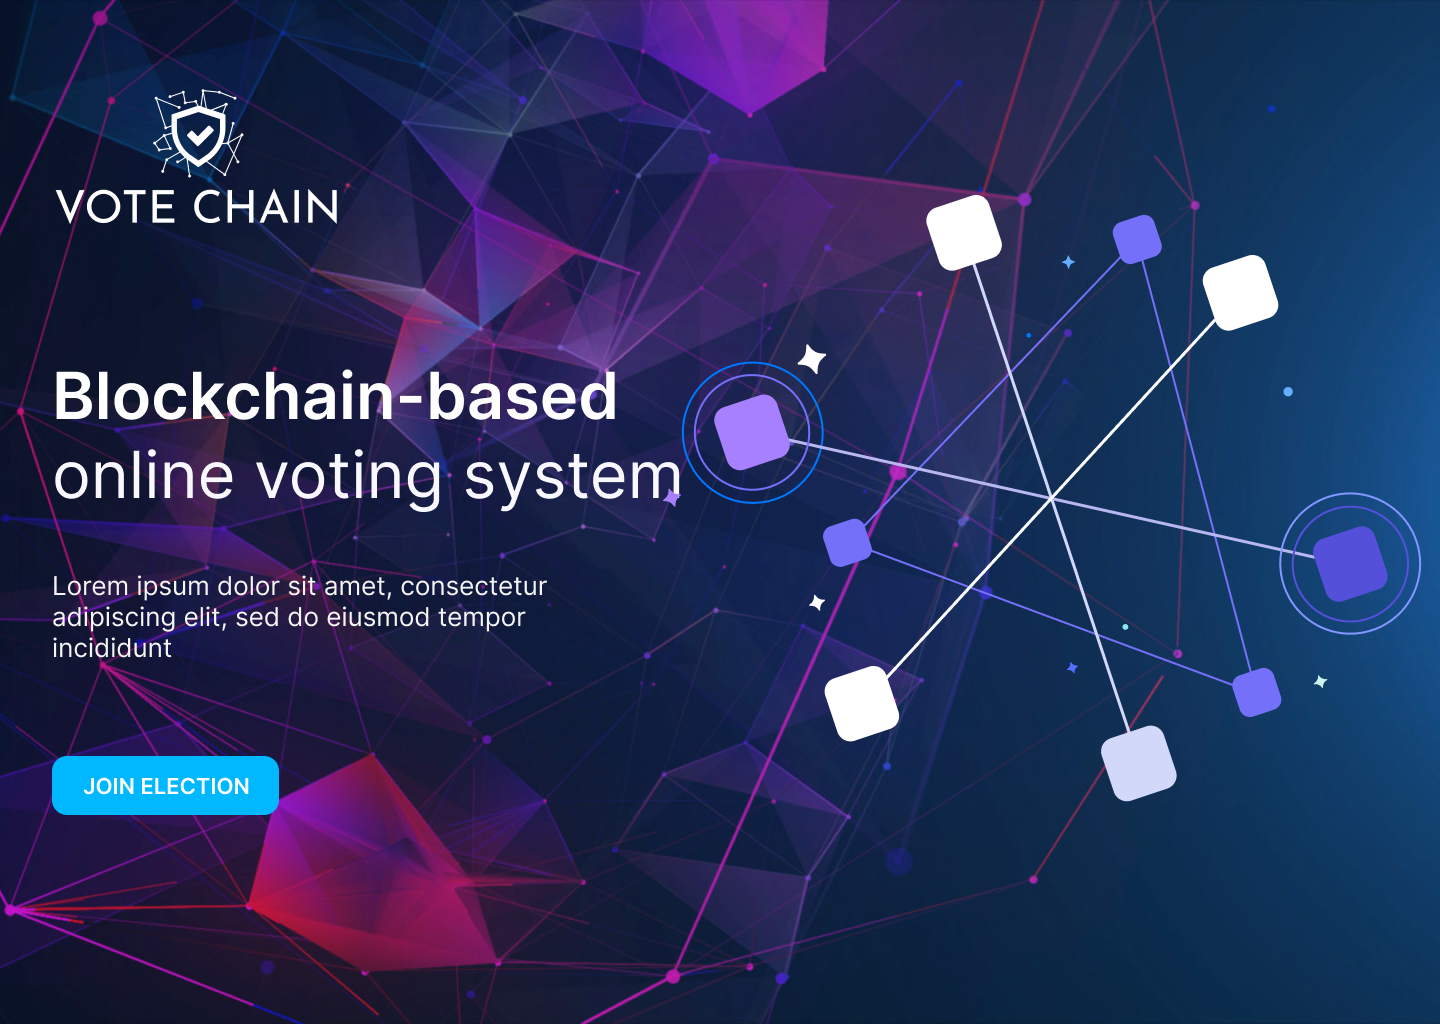 VOTE CHAIN
Blockchain-based
online voting system
Lorem ipsum dolor sit amet, consectetur
adipiscing elit, sed do eiusmod tempor
incididunt
JOIN ELECTION